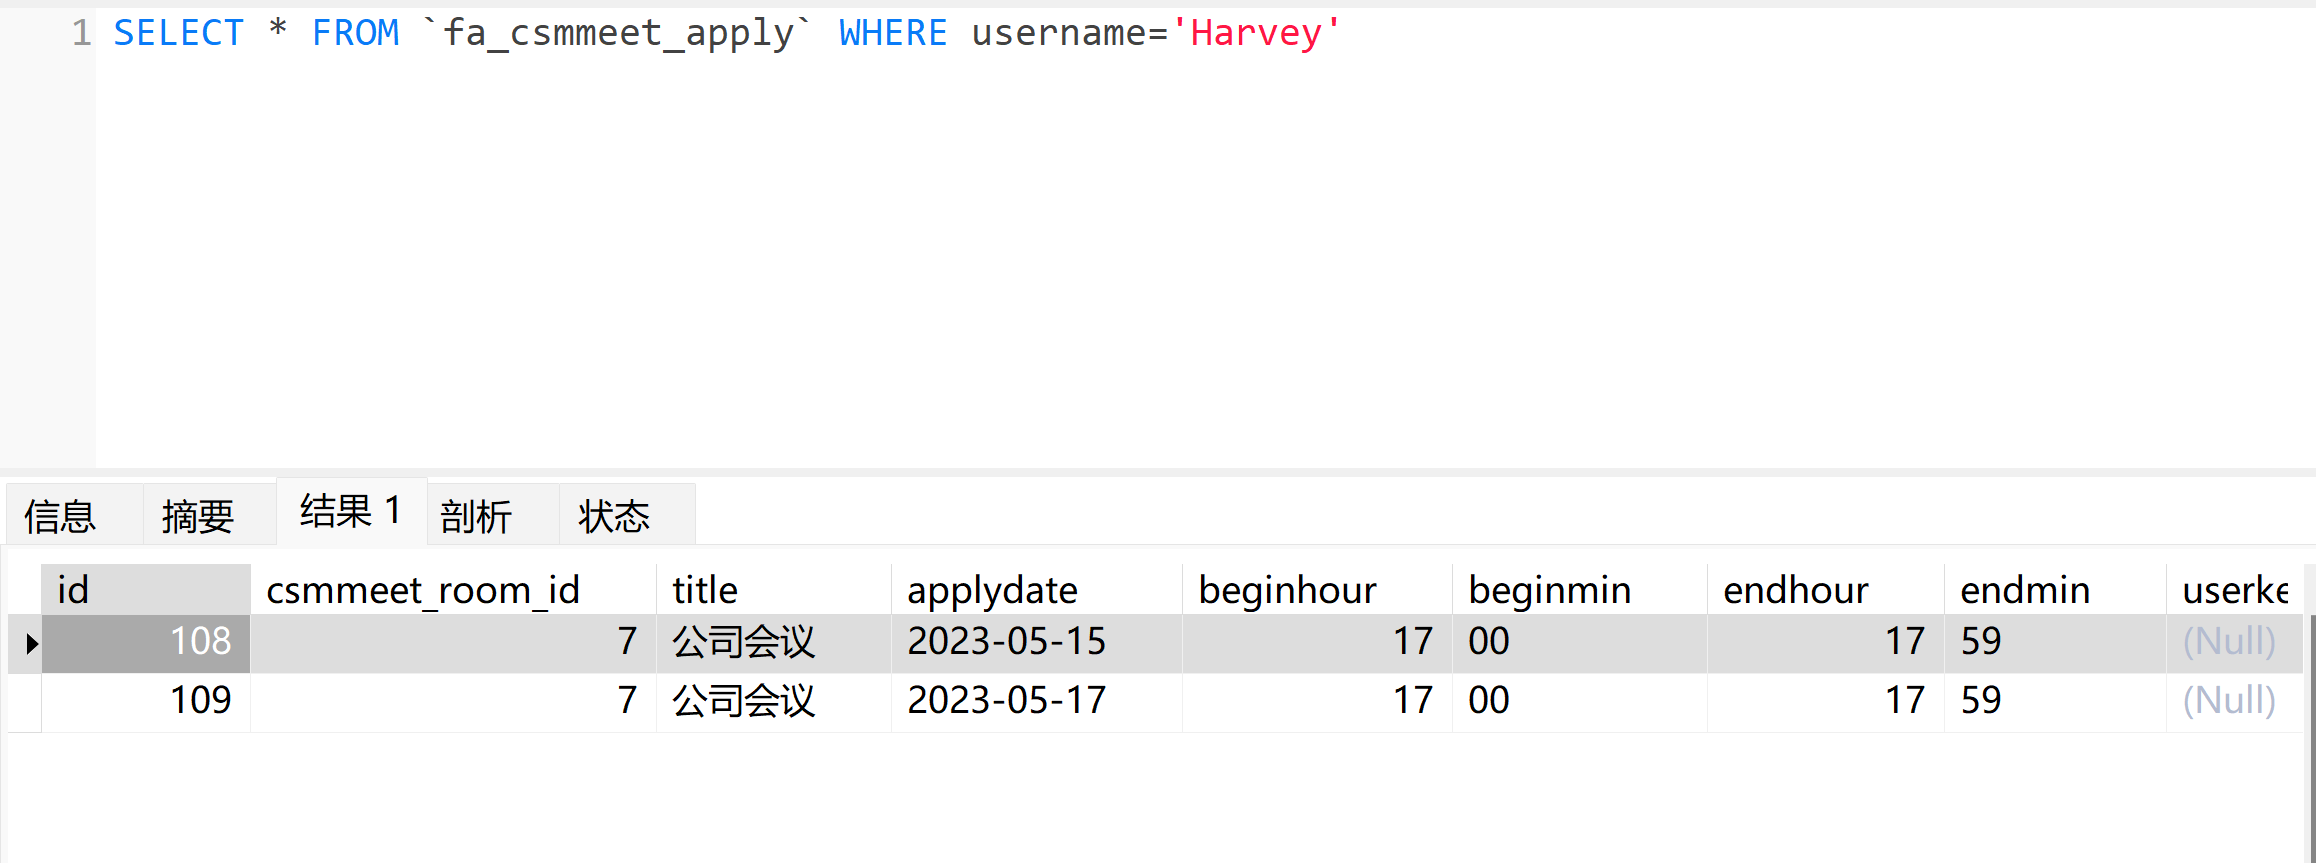 1 SELECT * FROM `fa_csmmeet_apply` WHERE username='Harvey'
信息 摘要 结果 1 剖析 状态
id csmmeet_room_id title applydate beginhour beginmin endhour endmin userke
108 7 公司会议 2023-05-15 17 00 17 59 (Null)
109 7 公司会议 2023-05-17 17 00 17 59 (Null)